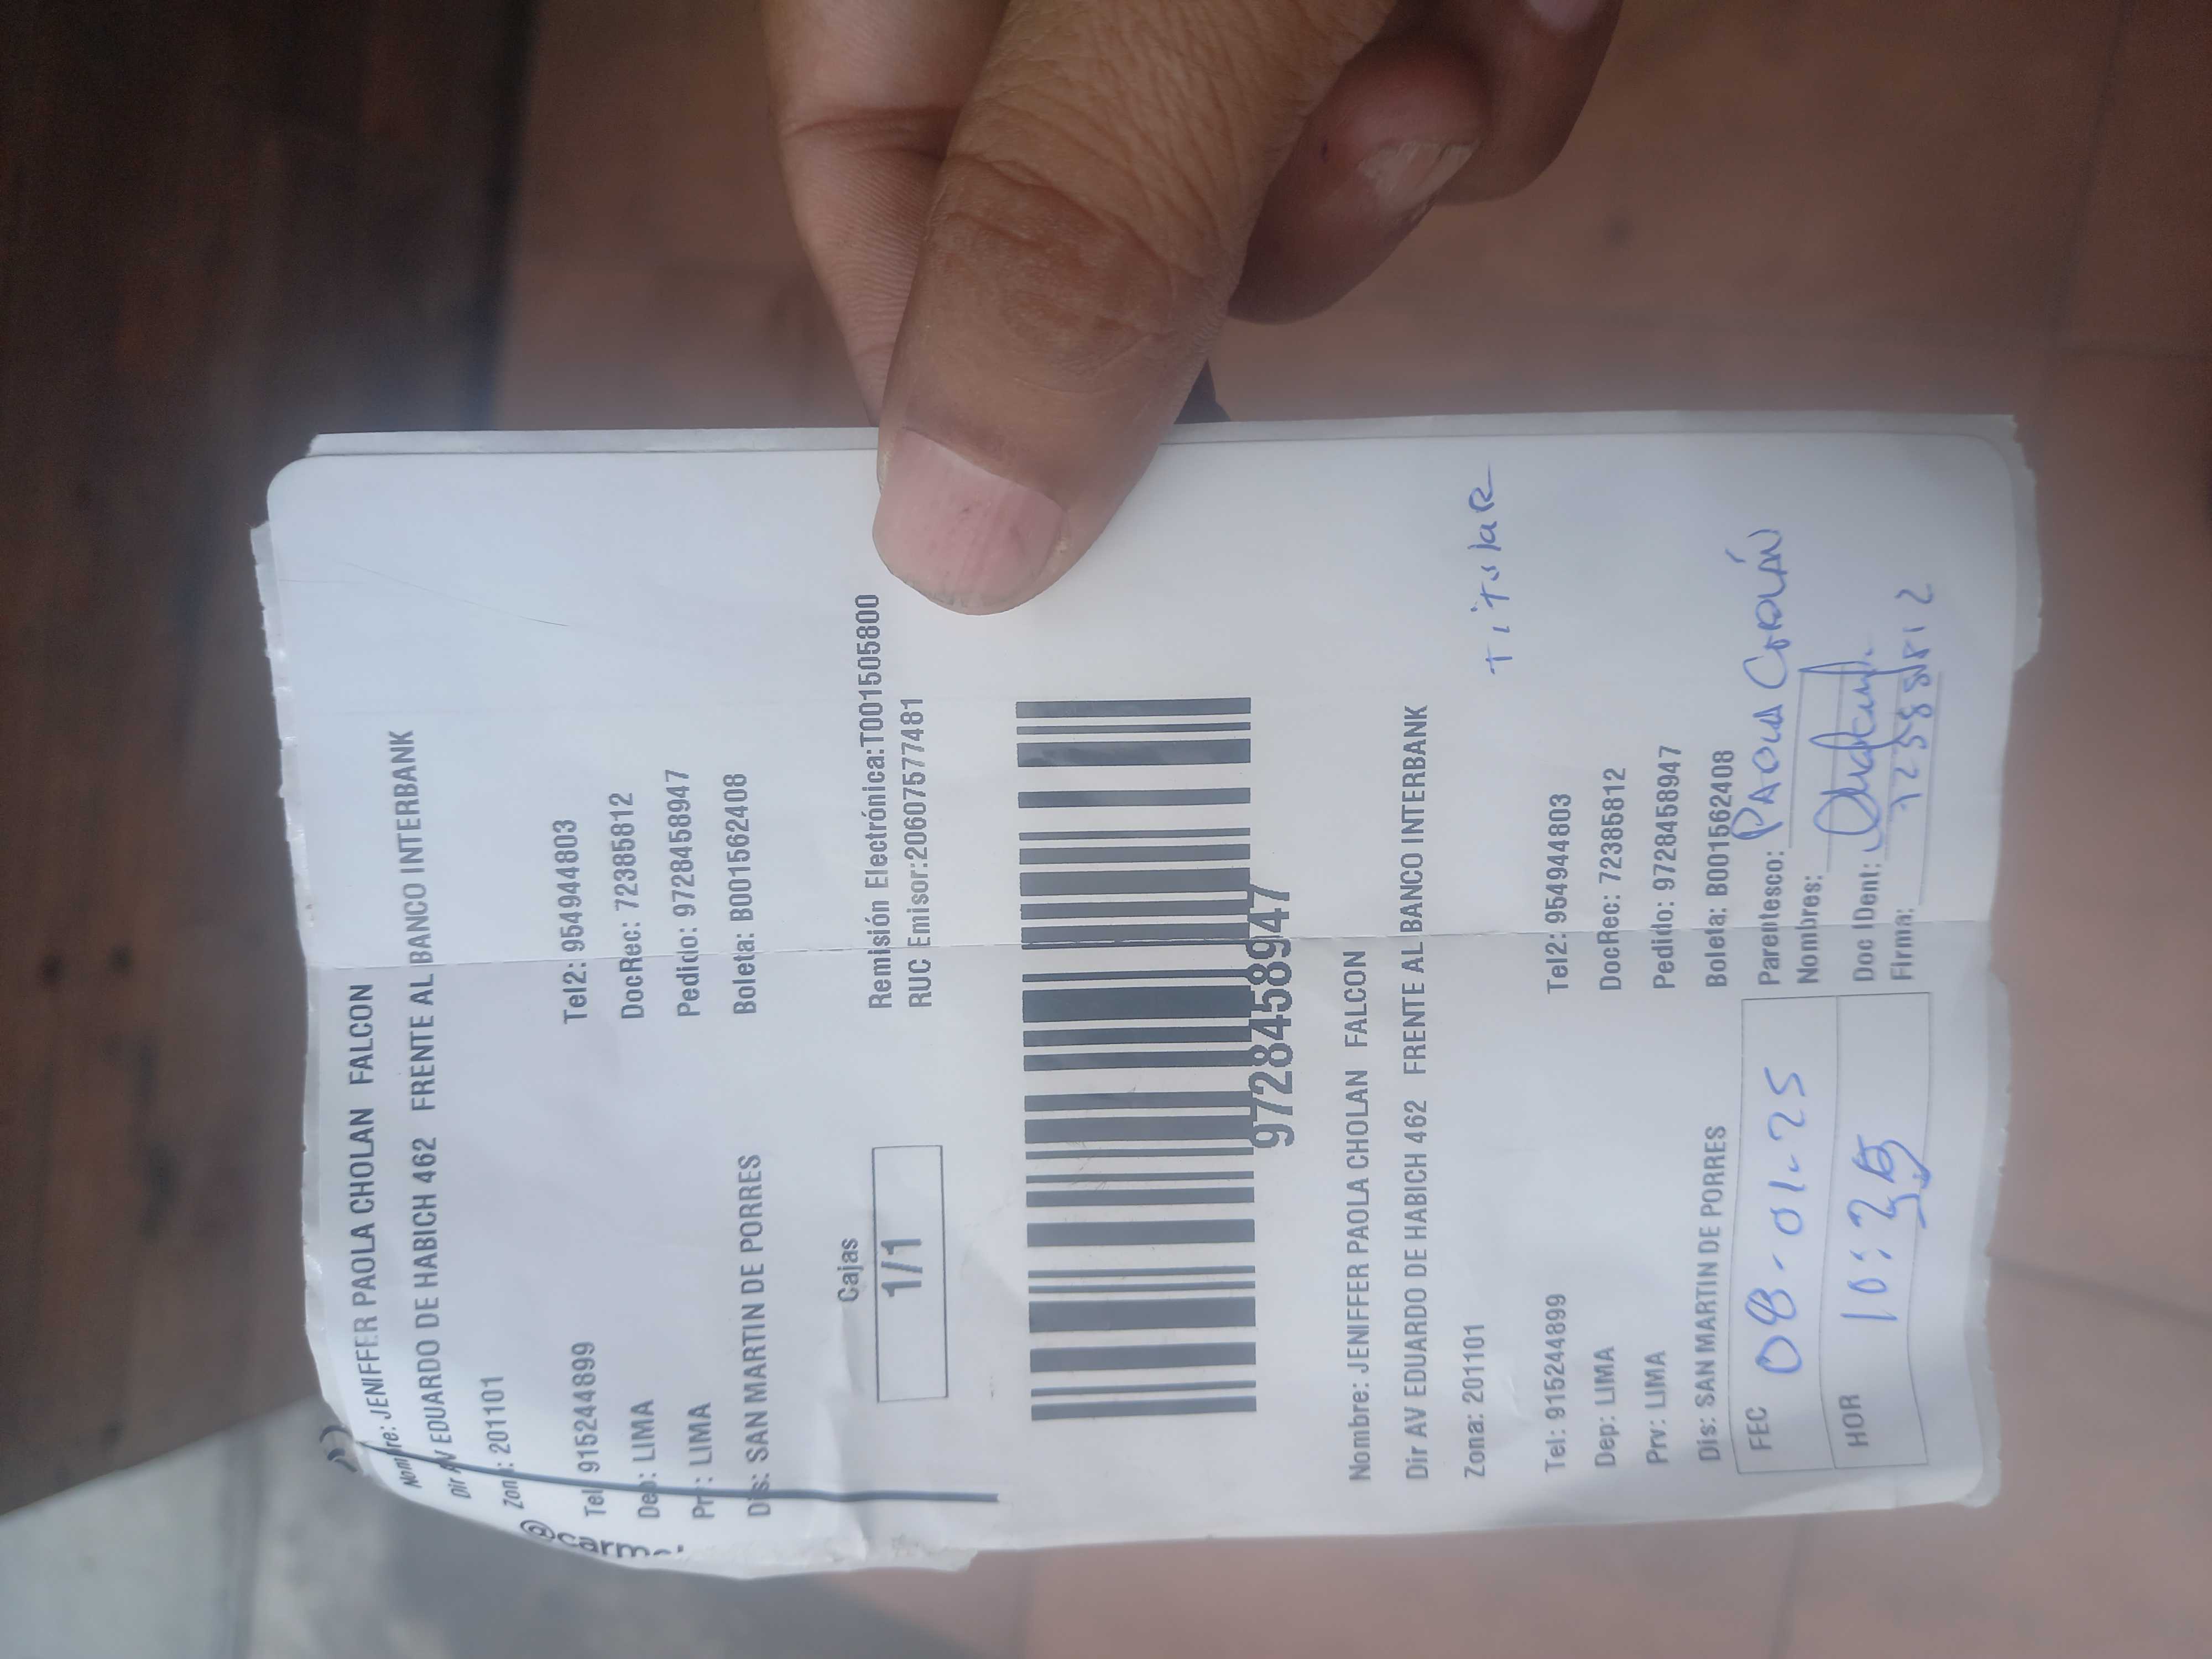 Nombre: JENIFFER PAOLA CHOLAN FALCON
Dir AV EDUARDO DE HABICH 462 FRENTE AL BANCO INTERBANK
Zon : 201101
Tel 915244899 Tel2: 954944803
Dep: LIMA DocRec: 72385812
Pr : LIMA Pedido: 9728458947
Dis: SAN MARTIN DE PORRES Boleta: B001562408
@carm
Cajas
1/1
Remisión Electrónica:T001505800
RUC Emisor:20607577481
9728458947
Nombre: JENIFFER PAOLA CHOLAN FALCON
Dir AV EDUARDO DE HABICH 462 FRENTE AL BANCO INTERBANK
Zona: 201101
Titular
Tel: 915244899 Tel2: 954944803
Dep: LIMA DocRec: 72385812
Prv: LIMA Pedido: 9728458947
Dis: SAN MARTIN DE PORRES Boleta: B001562408
FEC 08-01-25
HOR 10:
Parentesco: PAOLA
Nombres:
Doc IDent:
Firma: